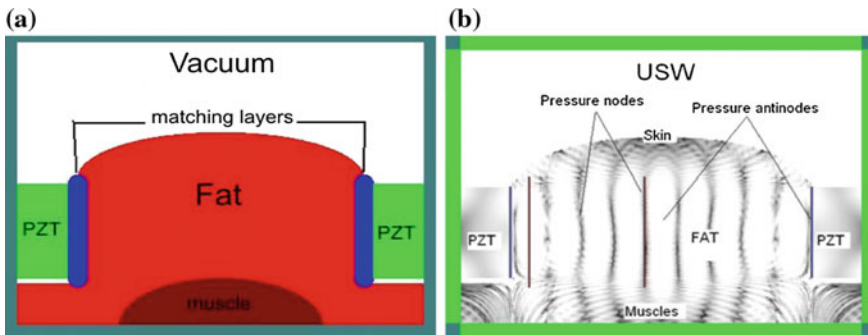 (a)
Vacuum
matching layers
Fat
PZT
PZT
muscle
(b)
USW
Pressure nodes
Pressure antinodes
Skin
PZT
FAT
PZT
Muscles